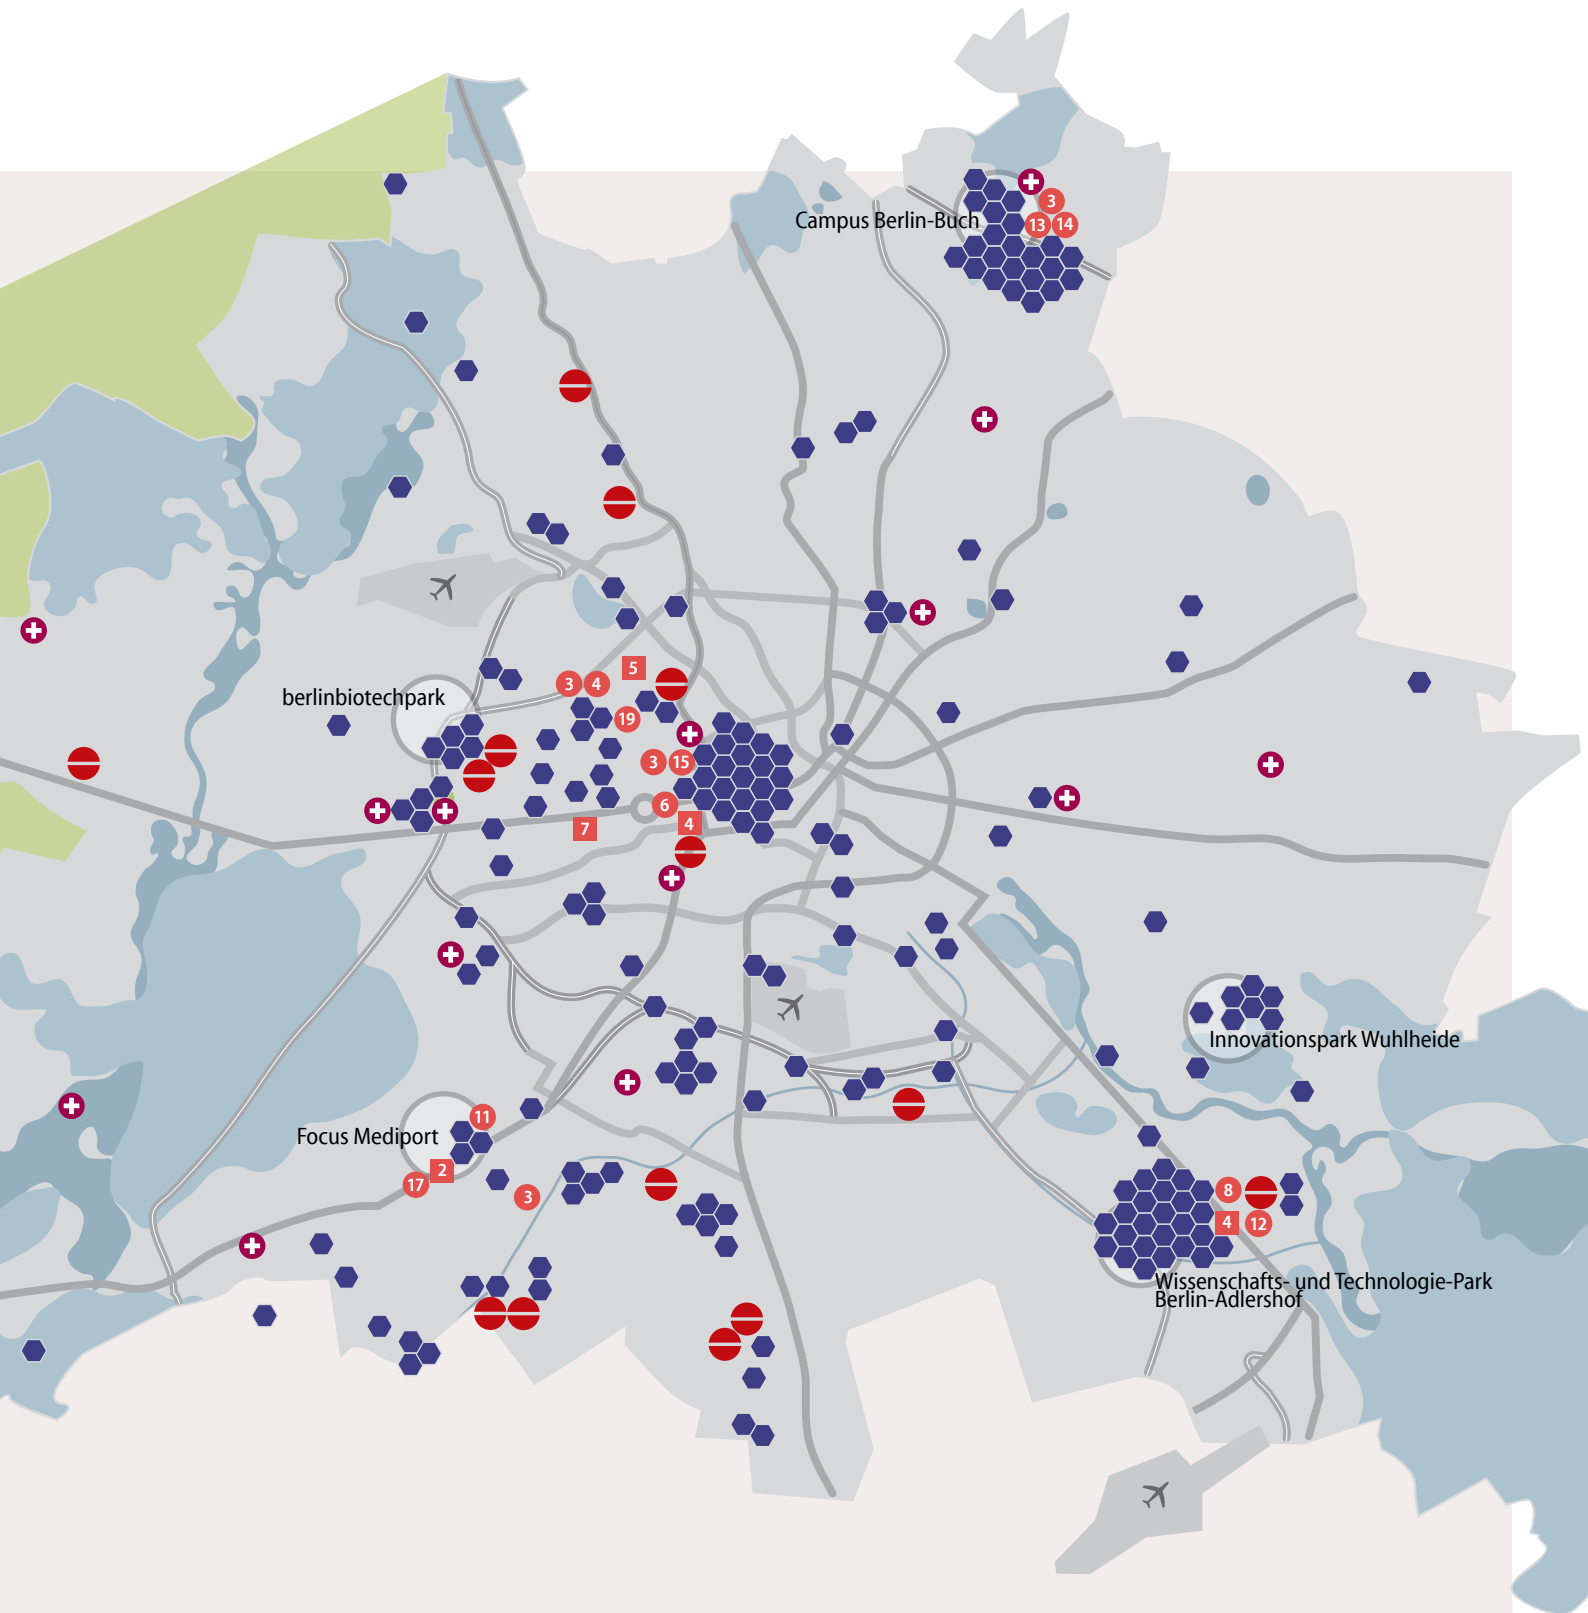 3
Campus Berlin-Buch
13 14
5
3 4
berlinbiotechpark
19
3 15
6
4
7
Innovationspark Wuhlheide
11
Focus Mediport
2
17
3
8
4 12
Wissenschafts- und Technologie-Park
Berlin-Adlershof